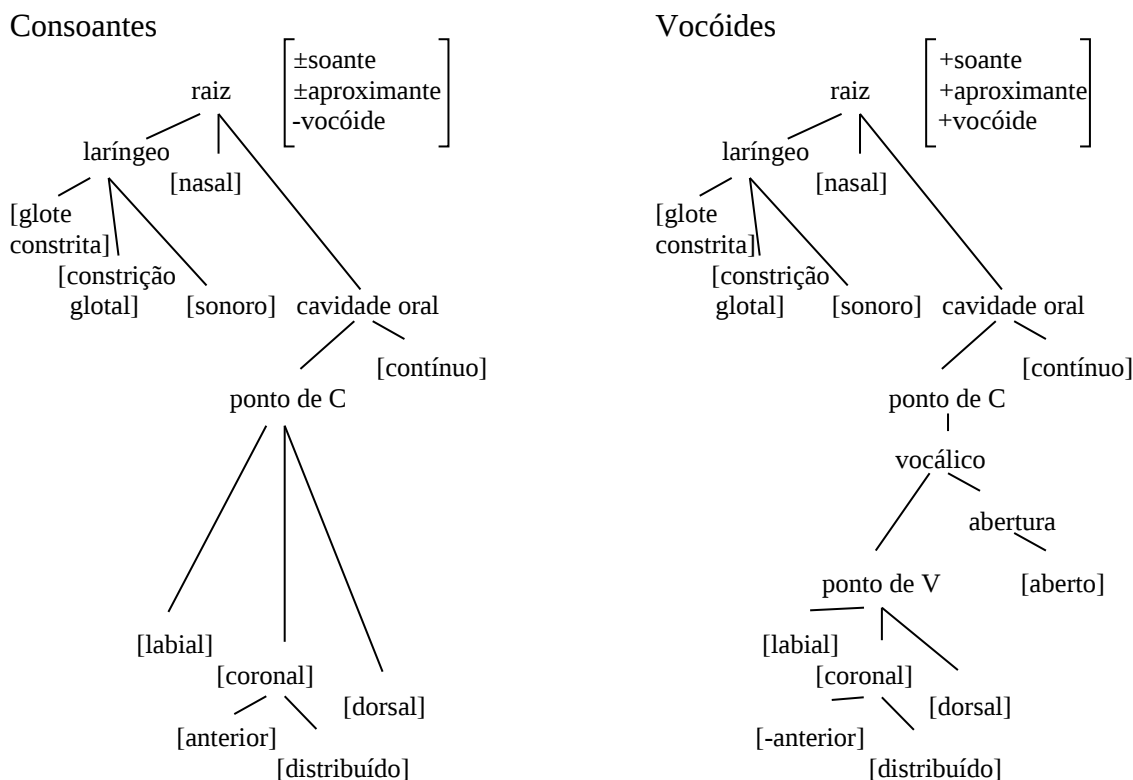 Consoantes
±soante
±aproximante
-vocóide
raiz
laríngeo
[nasal]
[glote
constrita]
[constrição
glotal]
[sonoro]
cavidade oral
[contínuo]
ponto de C
[labial]
[coronal]
[dorsal]
[anterior]
[distribuído]
Vocóides
+soante
+aproximante
+vocóide
raiz
laríngeo
[nasal]
[glote
constrita]
[constrição
glotal]
[sonoro]
cavidade oral
[contínuo]
ponto de C
vocálico
abertura
ponto de V
[aberto]
[labial]
[coronal]
[dorsal]
[-anterior]
[distribuído]